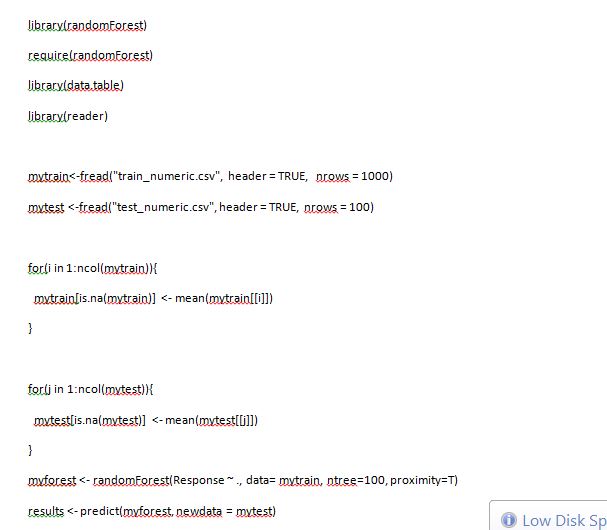 library(randomForest)
require(randomForest)
library(data.table)
library(reader)
mytrain<-fread("train_numeric.csv", header = TRUE, nrows = 1000)
mytest <-fread("test_numeric.csv", header = TRUE, nrows = 100)
for(i in 1:ncol(mytrain)){
mytrain[is.na(mytrain)] <- mean(mytrain[[i]])
}
for(j in 1:ncol(mytest)){
mytest[is.na(mytest)] <- mean(mytest[[j]])
}
myforest <- randomForest(Response ~ ., data= mytrain, ntree=100, proximity=T)
results <- predict(myforest, newdata = mytest)
Low Disk Sp